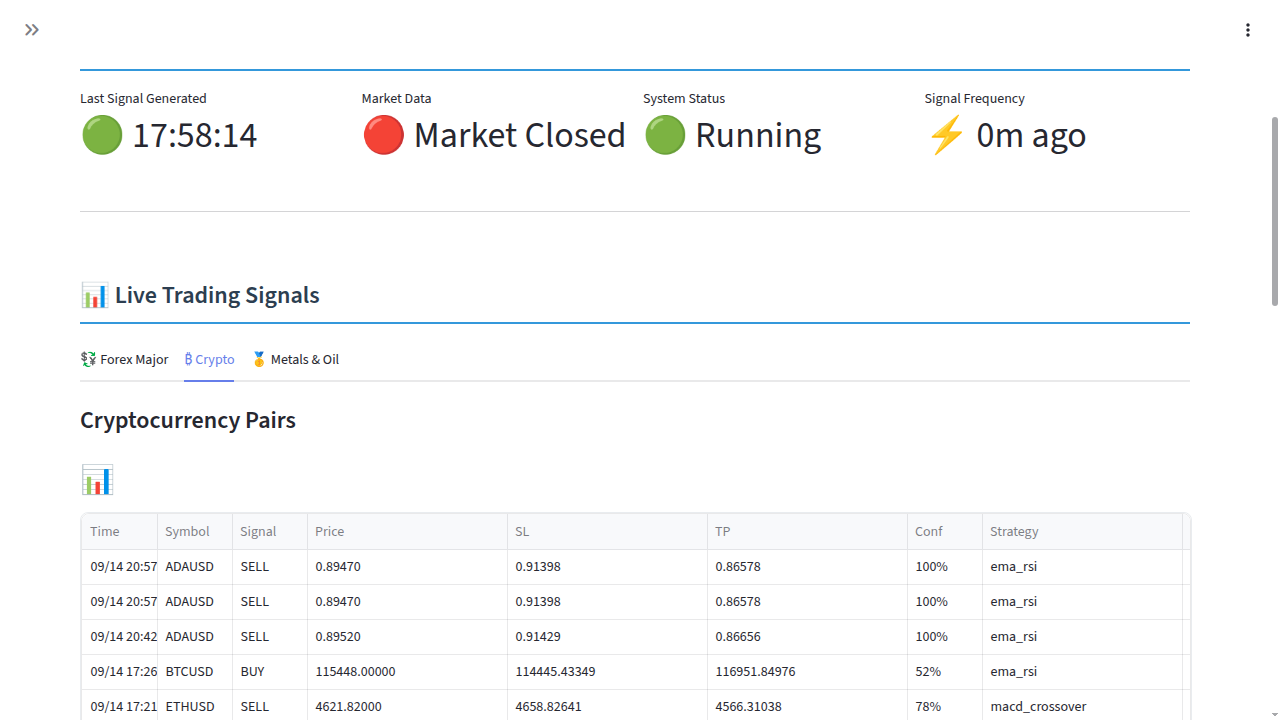 Last Signal Generated Market Data System Status Signal Frequency
17:58:14 Market Closed Running 0m ago
Live Trading Signals
Forex Major ₿ Crypto Metals & Oil
Cryptocurrency Pairs
Time Symbol Signal Price SL TP Conf Strategy
09/14 20:57 ADAUSD SELL 0.89470 0.91398 0.86578 100% ema_rsi
09/14 20:57 ADAUSD SELL 0.89470 0.91398 0.86578 100% ema_rsi
09/14 20:42 ADAUSD SELL 0.89520 0.91429 0.86656 100% ema_rsi
09/14 17:26 BTCUSD BUY 115448.00000 114445.43349 116951.84976 52% ema_rsi
09/14 17:21 ETHUSD SELL 4621.82000 4658.82641 4566.31038 78% macd_crossover